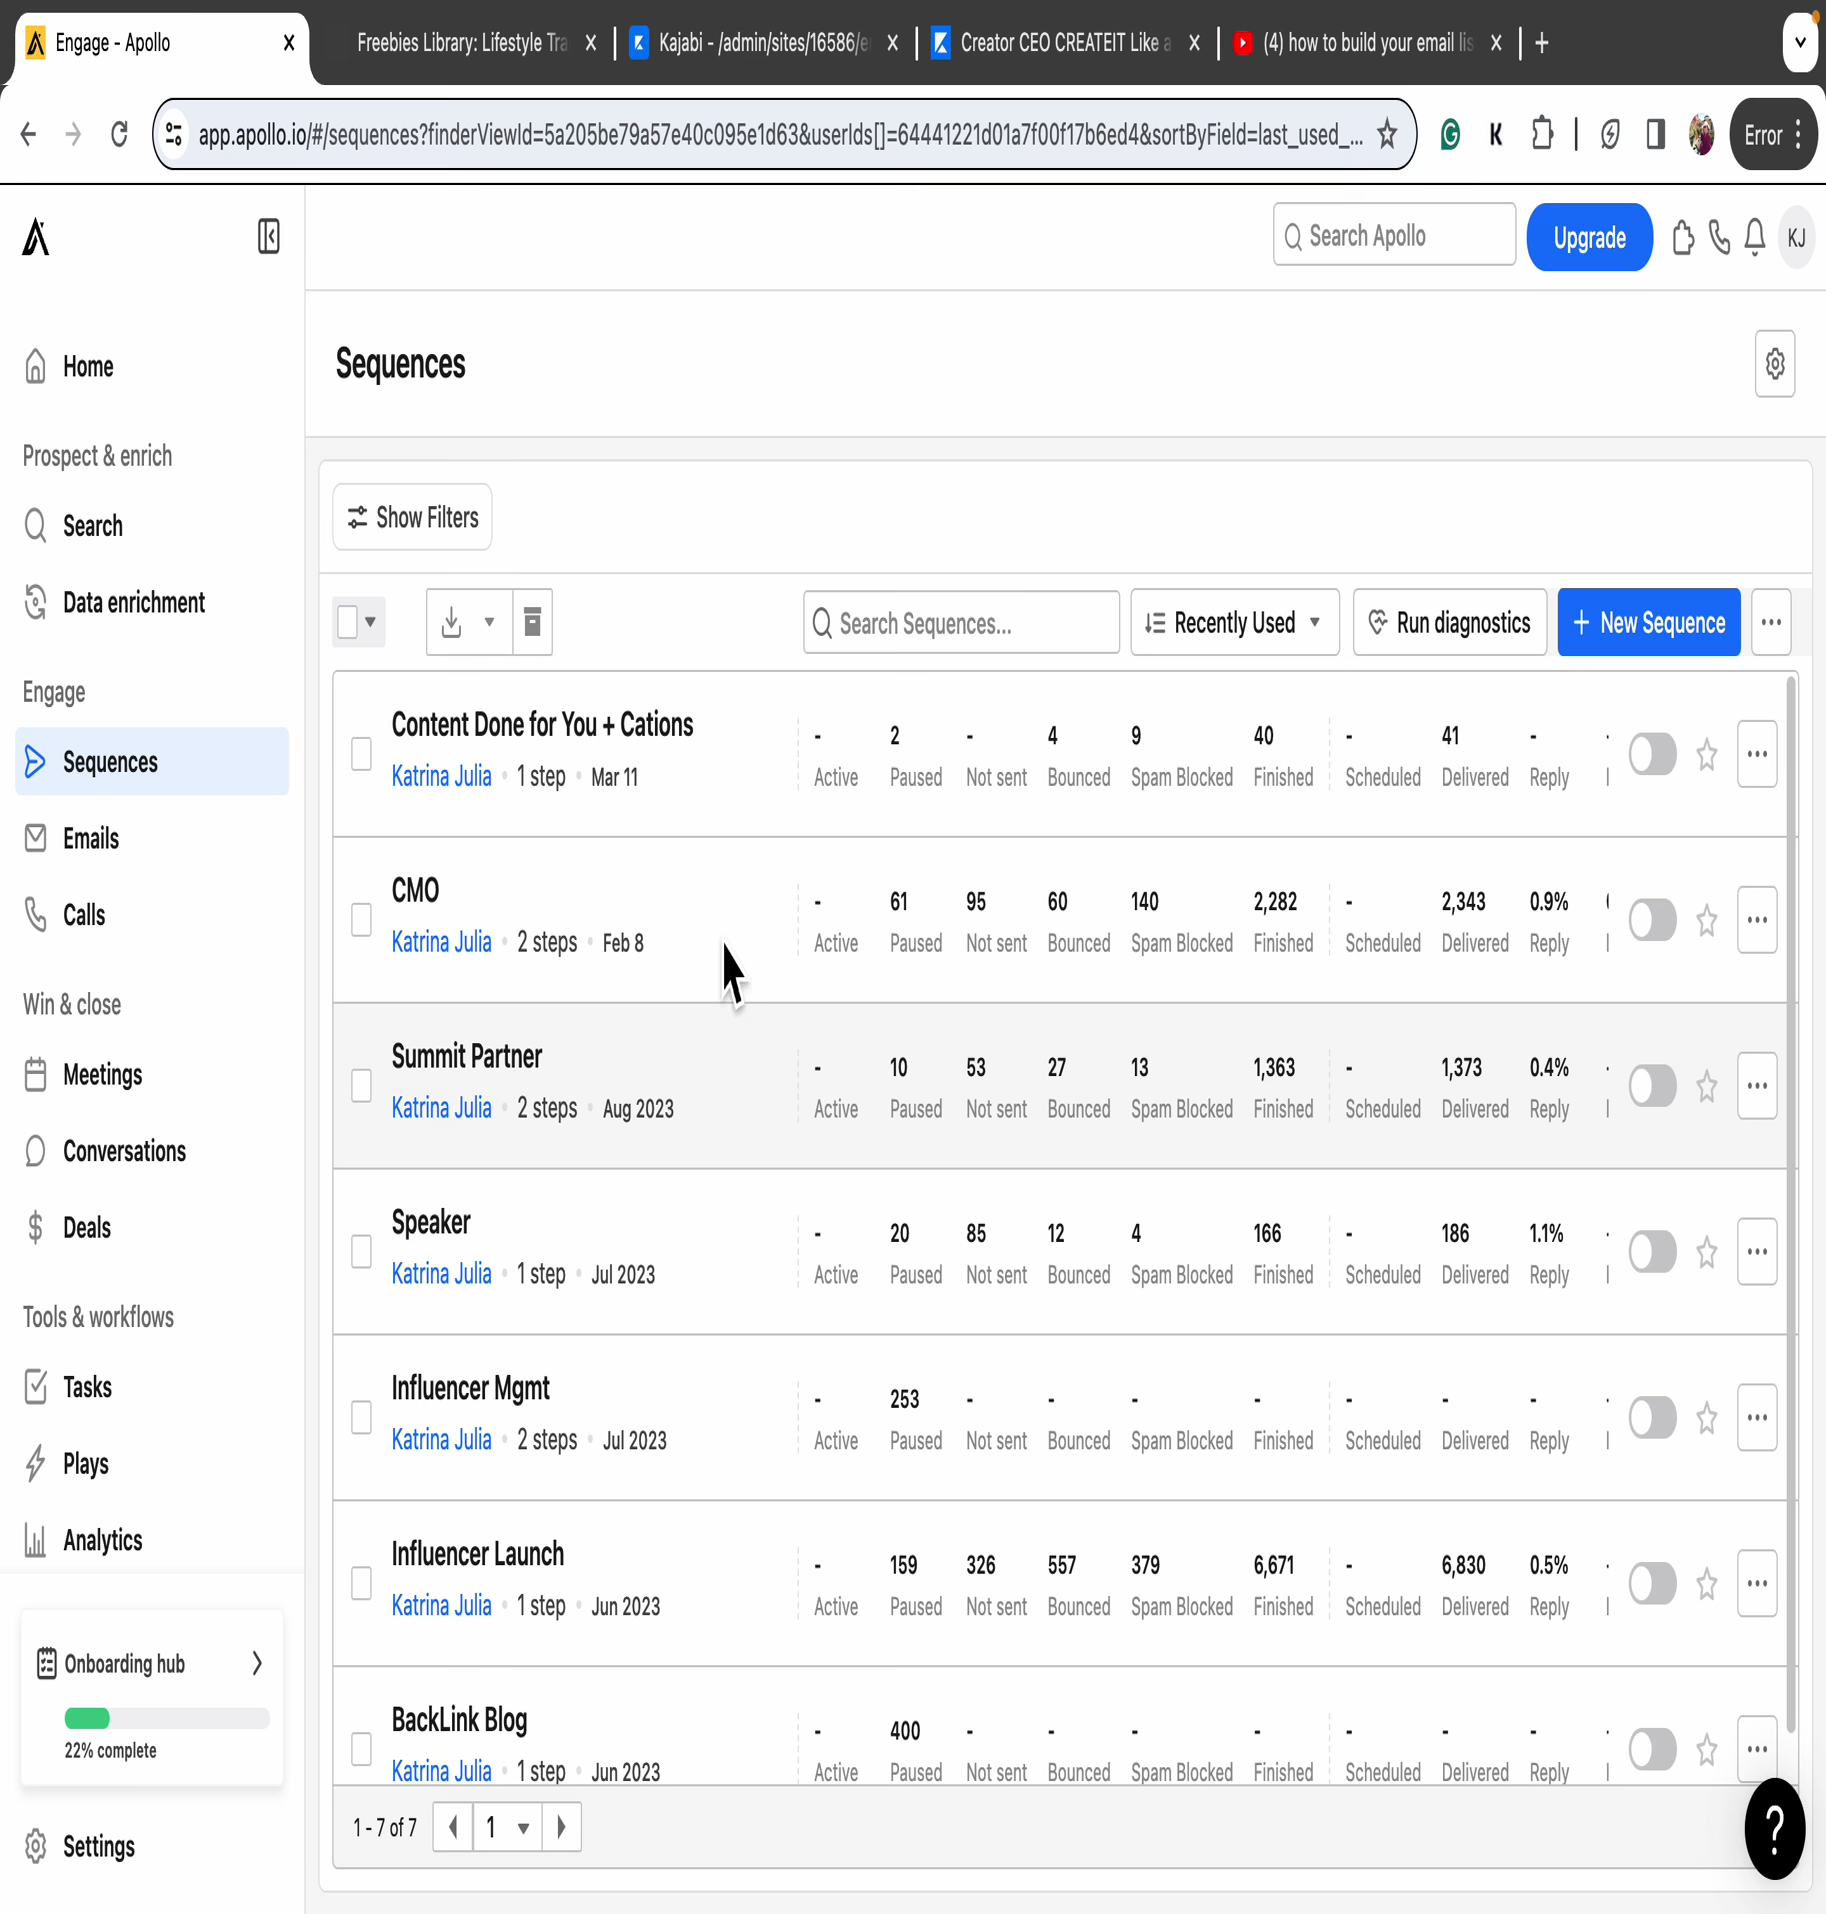 Engage - Apollo
Freebies Library: Lifestyle Tra
Kajabi - /admin/sites/16586/e
Creator CEO CREATEIT Like a
(4) how to build your email lis
app.apollo.io/#/sequences?finderViewId=5a205be79a57e40c095e1d63&userIds[]=64441221d01a7f00f17b6ed4&sortByField=last_used_...
K
Error
Search Apollo
Upgrade
KJ
Home
Prospect & enrich
Search
Data enrichment
Engage
Sequences
Emails
Calls
Win & close
Meetings
Conversations
Deals
Tools & workflows
Tasks
Plays
Analytics
Onboarding hub
22% complete
Settings
Sequences
Show Filters
Search Sequences...
Recently Used
Run diagnostics
+ New Sequence
Content Done for You + Cations
Katrina Julia • 1 step • Mar 11
- 2 - 4 9 40 - 41 -
Active Paused Not sent Bounced Spam Blocked Finished Scheduled Delivered Reply
CMO
Katrina Julia • 2 steps • Feb 8
- 61 95 60 140 2,282 - 2,343 0.9%
Active Paused Not sent Bounced Spam Blocked Finished Scheduled Delivered Reply
Summit Partner
Katrina Julia • 2 steps • Aug 2023
- 10 53 27 13 1,363 - 1,373 0.4%
Active Paused Not sent Bounced Spam Blocked Finished Scheduled Delivered Reply
Speaker
Katrina Julia • 1 step • Jul 2023
- 20 85 12 4 166 - 186 1.1%
Active Paused Not sent Bounced Spam Blocked Finished Scheduled Delivered Reply
Influencer Mgmt
Katrina Julia • 2 steps • Jul 2023
- 253 - - - - - - -
Active Paused Not sent Bounced Spam Blocked Finished Scheduled Delivered Reply
Influencer Launch
Katrina Julia • 1 step • Jun 2023
- 159 326 557 379 6,671 - 6,830 0.5%
Active Paused Not sent Bounced Spam Blocked Finished Scheduled Delivered Reply
BackLink Blog
Katrina Julia • 1 step • Jun 2023
- 400 - - - - - - -
Active Paused Not sent Bounced Spam Blocked Finished Scheduled Delivered Reply
1 - 7 of 7
1
?